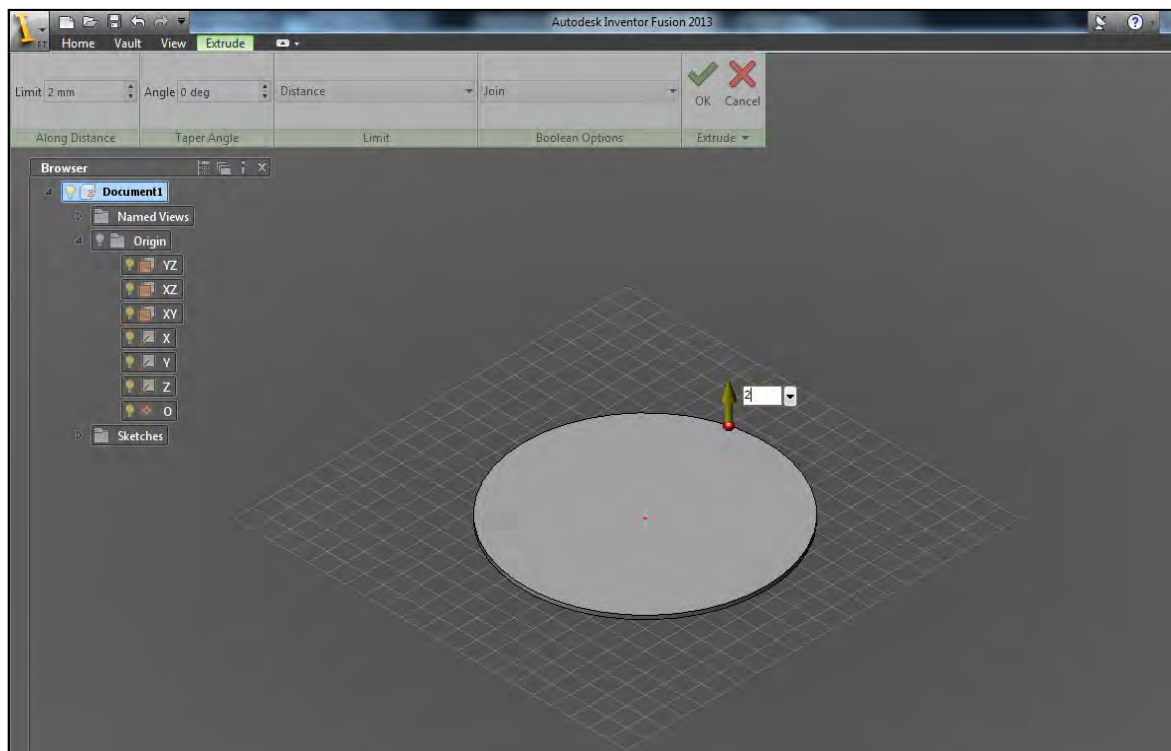 Autodesk Inventor Fusion 2013
FT
Home Vault View Extrude
Limit 2 mm Angle 0 deg Distance Join OK Cancel
Along Distance Taper Angle Limit Boolean Options Extrude
Browser
Document1
Named Views
Origin
YZ
XZ
XY
X
Y
Z
O
Sketches
2